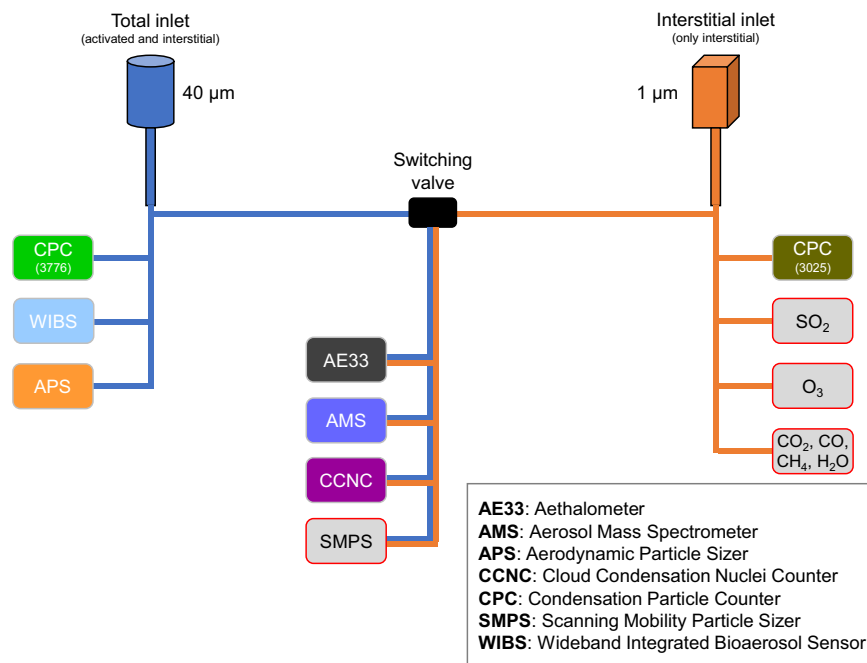 Total inlet
(activated and interstitial)
40 µm
Interstitial inlet
(only interstitial)
1 µm
Switching
valve
CPC
(3776)
WIBS
APS
AE33
AMS
CCNC
SMPS
CPC
(3025)
SO₂
O₃
CO₂, CO,
CH₄, H₂O
AE33: Aethalometer
AMS: Aerosol Mass Spectrometer
APS: Aerodynamic Particle Sizer
CCNC: Cloud Condensation Nuclei Counter
CPC: Condensation Particle Counter
SMPS: Scanning Mobility Particle Sizer
WIBS: Wideband Integrated Bioaerosol Sensor